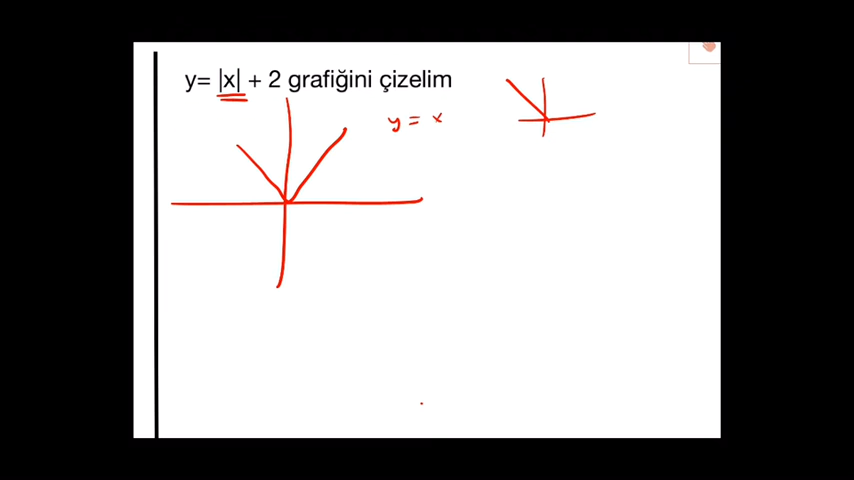 y= |x| + 2 grafiğini çizelim
y = x